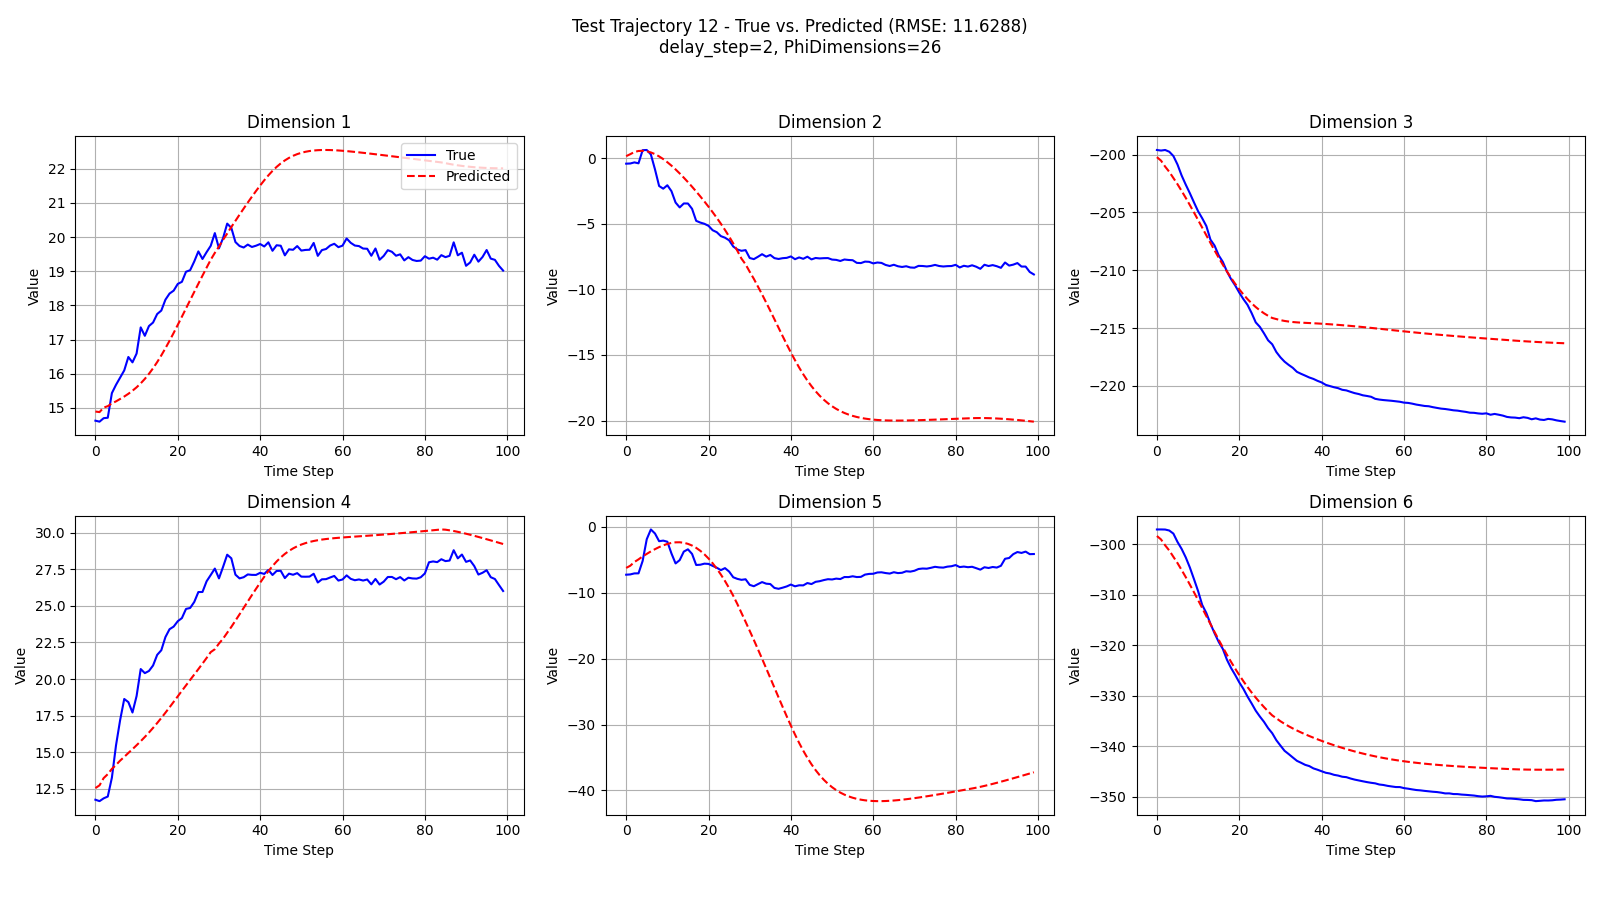 Test Trajectory 12 - True vs. Predicted (RMSE: 11.6288)
delay_step=2, PhiDimensions=26
Dimension 1
Value
22
21
20
19
18
17
16
15
0 20 40 60 80 100
Time Step
True
Predicted
Dimension 2
Value
0
−5
−10
−15
−20
0 20 40 60 80 100
Time Step
Dimension 3
Value
−200
−205
−210
−215
−220
0 20 40 60 80 100
Time Step
Dimension 4
Value
30.0
27.5
25.0
22.5
20.0
17.5
15.0
12.5
0 20 40 60 80 100
Time Step
Dimension 5
Value
0
−10
−20
−30
−40
0 20 40 60 80 100
Time Step
Dimension 6
Value
−300
−310
−320
−330
−340
−350
0 20 40 60 80 100
Time Step